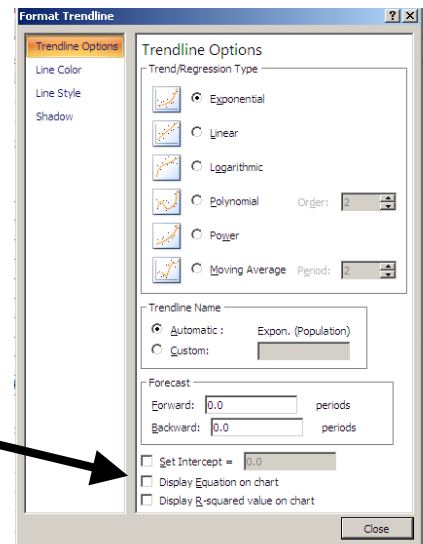 Format Trendline
Trendline Options
Line Color
Line Style
Shadow
Trendline Options
Trend/Regression Type
Exponential
Linear
Logarithmic
Polynomial Order: 2
Power
Moving Average Period: 2
Trendline Name
Automatic : Expon. (Population)
Custom:
Forecast
Forward: 0.0 periods
Backward: 0.0 periods
Set Intercept = 0.0
Display Equation on chart
Display R-squared value on chart
Close